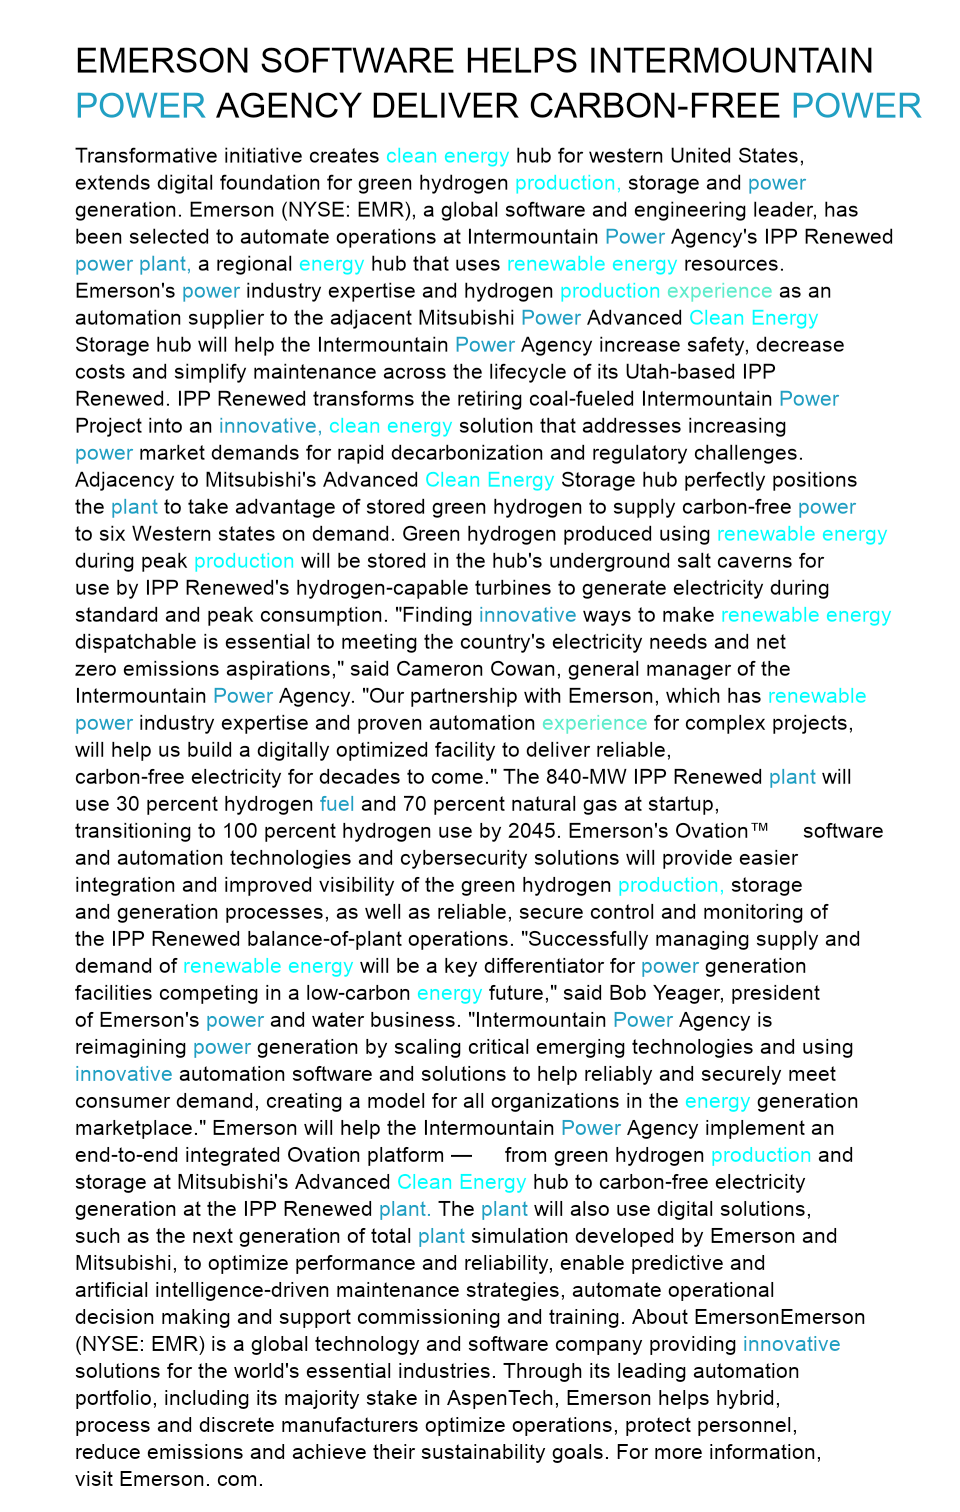 EMERSON SOFTWARE HELPS INTERMOUNTAIN
POWER AGENCY DELIVER CARBON-FREE POWER
Transformative initiative creates clean energy hub for western United States,
extends digital foundation for green hydrogen production, storage and power
generation. Emerson (NYSE: EMR), a global software and engineering leader, has
been selected to automate operations at Intermountain Power Agency's IPP Renewed
power plant, a regional energy hub that uses renewable energy resources.
Emerson's power industry expertise and hydrogen production experience as an
automation supplier to the adjacent Mitsubishi Power Advanced Clean Energy
Storage hub will help the Intermountain Power Agency increase safety, decrease
costs and simplify maintenance across the lifecycle of its Utah-based IPP
Renewed. IPP Renewed transforms the retiring coal-fueled Intermountain Power
Project into an innovative, clean energy solution that addresses increasing
power market demands for rapid decarbonization and regulatory challenges.
Adjacency to Mitsubishi's Advanced Clean Energy Storage hub perfectly positions
the plant to take advantage of stored green hydrogen to supply carbon-free power
to six Western states on demand. Green hydrogen produced using renewable energy
during peak production will be stored in the hub's underground salt caverns for
use by IPP Renewed's hydrogen-capable turbines to generate electricity during
standard and peak consumption. "Finding innovative ways to make renewable energy
dispatchable is essential to meeting the country's electricity needs and net
zero emissions aspirations," said Cameron Cowan, general manager of the
Intermountain Power Agency. "Our partnership with Emerson, which has renewable
power industry expertise and proven automation experience for complex projects,
will help us build a digitally optimized facility to deliver reliable,
carbon-free electricity for decades to come." The 840-MW IPP Renewed plant will
use 30 percent hydrogen fuel and 70 percent natural gas at startup,
transitioning to 100 percent hydrogen use by 2045. Emerson's Ovation™ software
and automation technologies and cybersecurity solutions will provide easier
integration and improved visibility of the green hydrogen production, storage
and generation processes, as well as reliable, secure control and monitoring of
the IPP Renewed balance-of-plant operations. "Successfully managing supply and
demand of renewable energy will be a key differentiator for power generation
facilities competing in a low-carbon energy future," said Bob Yeager, president
of Emerson's power and water business. "Intermountain Power Agency is
reimagining power generation by scaling critical emerging technologies and using
innovative automation software and solutions to help reliably and securely meet
consumer demand, creating a model for all organizations in the energy generation
marketplace." Emerson will help the Intermountain Power Agency implement an
end-to-end integrated Ovation platform — from green hydrogen production and
storage at Mitsubishi's Advanced Clean Energy hub to carbon-free electricity
generation at the IPP Renewed plant. The plant will also use digital solutions,
such as the next generation of total plant simulation developed by Emerson and
Mitsubishi, to optimize performance and reliability, enable predictive and
artificial intelligence-driven maintenance strategies, automate operational
decision making and support commissioning and training. About EmersonEmerson
(NYSE: EMR) is a global technology and software company providing innovative
solutions for the world's essential industries. Through its leading automation
portfolio, including its majority stake in AspenTech, Emerson helps hybrid,
process and discrete manufacturers optimize operations, protect personnel,
reduce emissions and achieve their sustainability goals. For more information,
visit Emerson. com.